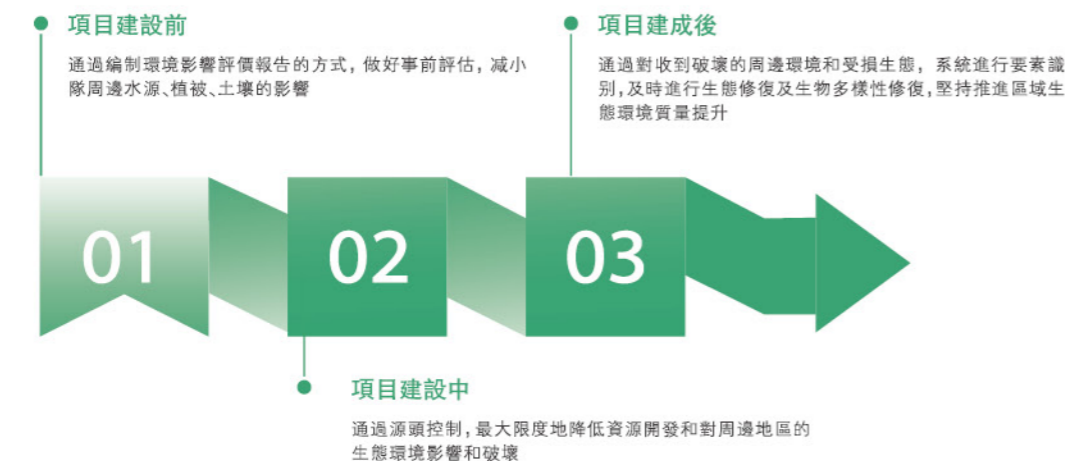 項目建設前
通過編制環境影響評價報告的方式，做好事前評估，減小
隊周邊水源、植被、土壤的影響
01
02
項目建設中
通過源頭控制，最大限度地降低資源開發和對周邊地區的
生態環境影響和破壞
03
項目建成後
通過對收到破壞的周邊環境和受損生態，系統進行要素識
別，及時進行生態修復及生物多樣性修復，堅持推進區域生
態環境質量提升